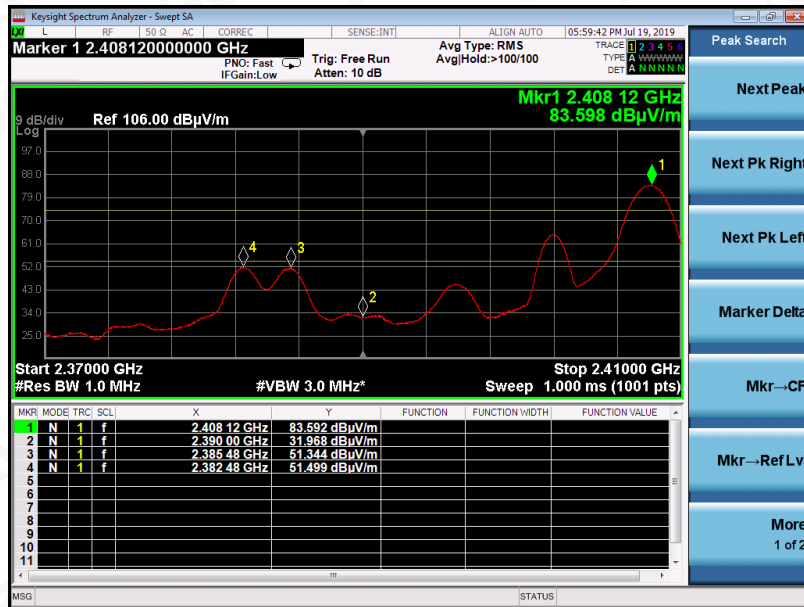 Keysight Spectrum Analyzer - Swept SA
LXI L RF 50 Ω AC CORREC SENSE:INT ALIGN AUTO 05:59:42 PM Jul 19, 2019
Marker 1 2.408120000000 GHz
PNO: Fast
IFGain:Low
Trig: Free Run
Atten: 10 dB
Avg Type: RMS
Avg|Hold:>100/100
TRACE 1 2 3 4 5 6
TYPE A W W W W W
DET A N N N N N
Mkr1 2.408 12 GHz
83.598 dBµV/m
9 dB/div Ref 106.00 dBµV/m
Log
97.0
88.0
79.0
70.0
61.0
52.0
43.0
34.0
25.0
1
4
3
2
Start 2.37000 GHz Stop 2.41000 GHz
#Res BW 1.0 MHz #VBW 3.0 MHz* Sweep 1.000 ms (1001 pts)
MKR MODE TRC SCL X Y FUNCTION FUNCTION WIDTH FUNCTION VALUE
1 N 1 f 2.408 12 GHz 83.592 dBµV/m
2 N 1 f 2.390 00 GHz 31.968 dBµV/m
3 N 1 f 2.385 48 GHz 51.344 dBµV/m
4 N 1 f 2.382 48 GHz 51.499 dBµV/m
5
6
7
8
9
10
11
MSG STATUS
Peak Search
Next Peak
Next Pk Right
Next Pk Left
Marker Delta
Mkr→CF
Mkr→Ref Lv
More
1 of 2